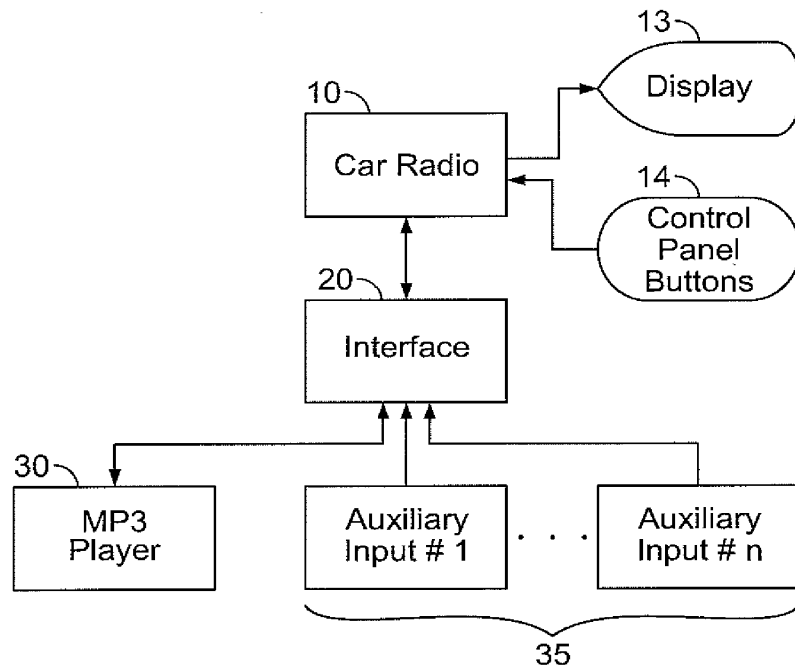 13
Display
10
Car Radio
14
Control
Panel
Buttons
20
Interface
30
MP3
Player
Auxiliary
Input # 1
. . .
Auxiliary
Input # n
35